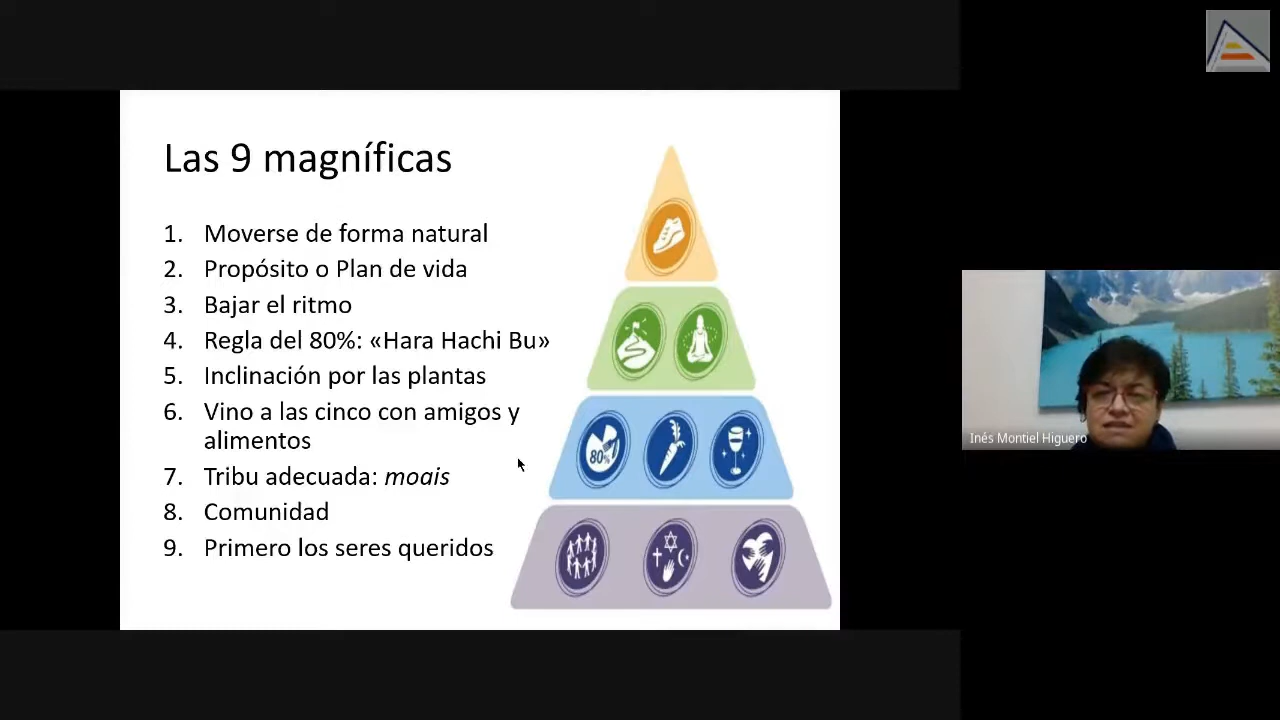 Las 9 magníficas
1. Moverse de forma natural
2. Propósito o Plan de vida
3. Bajar el ritmo
4. Regla del 80%: «Hara Hachi Bu»
5. Inclinación por las plantas
6. Vino a las cinco con amigos y
alimentos
7. Tribu adecuada: moais
8. Comunidad
9. Primero los seres queridos
80%
Inés Montiel Higuero